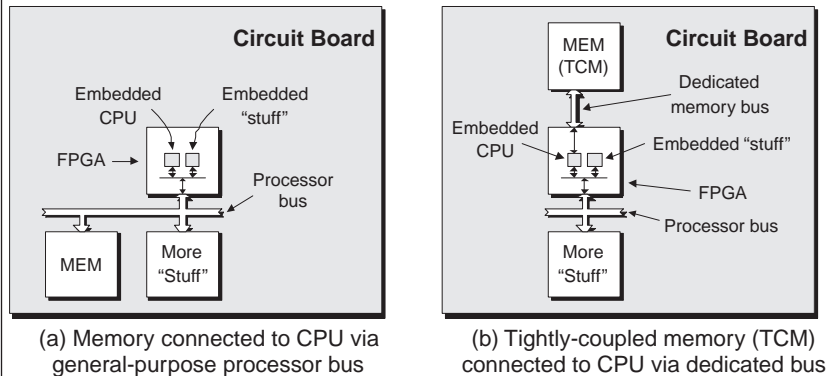 Circuit Board
Embedded
CPU
Embedded
“stuff”
FPGA
Processor
bus
MEM
More
“Stuff”
(a) Memory connected to CPU via
general-purpose processor bus
Circuit Board
MEM
(TCM)
Dedicated
memory bus
Embedded
CPU
Embedded “stuff”
FPGA
Processor bus
More
“Stuff”
(b) Tightly-coupled memory (TCM)
connected to CPU via dedicated bus